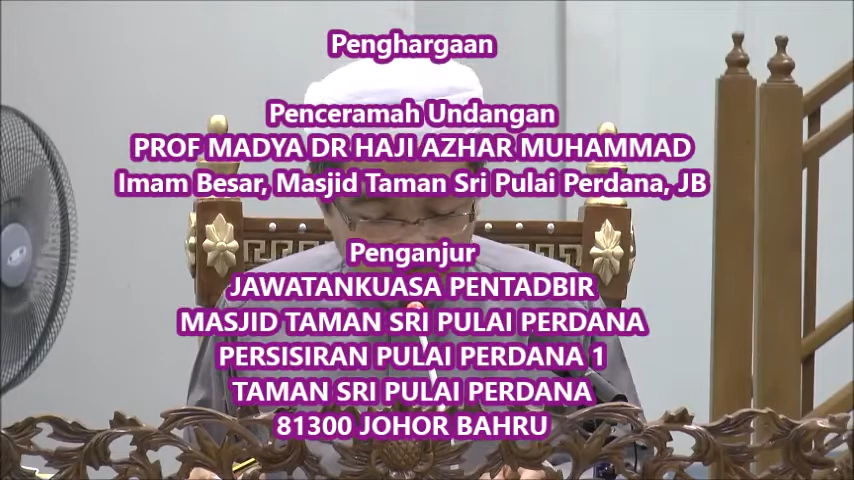 Penghargaan
Penceramah Undangan
PROF MADYA DR HAJI AZHAR MUHAMMAD
Imam Besar, Masjid Taman Sri Pulai Perdana, JB
Penganjur
JAWATANKUASA PENTADBIR
MASJID TAMAN SRI PULAI PERDANA
PERSISIRAN PULAI PERDANA 1
TAMAN SRI PULAI PERDANA
81300 JOHOR BAHRU